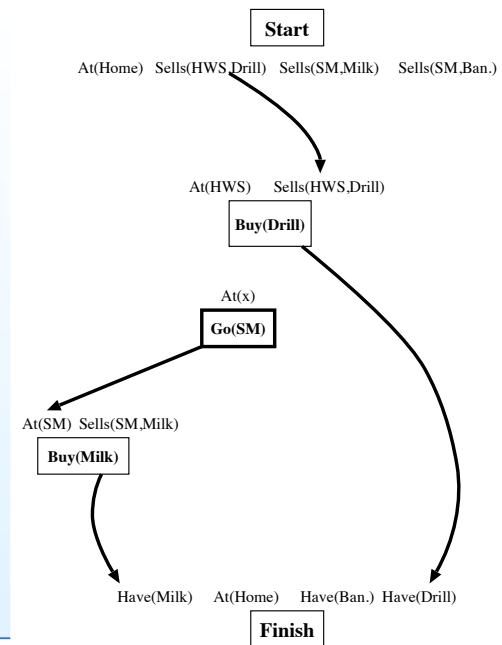 Start
At(Home) Sells(HWS,Drill) Sells(SM,Milk) Sells(SM,Ban.)
At(HWS) Sells(HWS,Drill)
Buy(Drill)
At(x)
Go(SM)
At(SM) Sells(SM,Milk)
Buy(Milk)
Have(Milk) At(Home) Have(Ban.) Have(Drill)
Finish